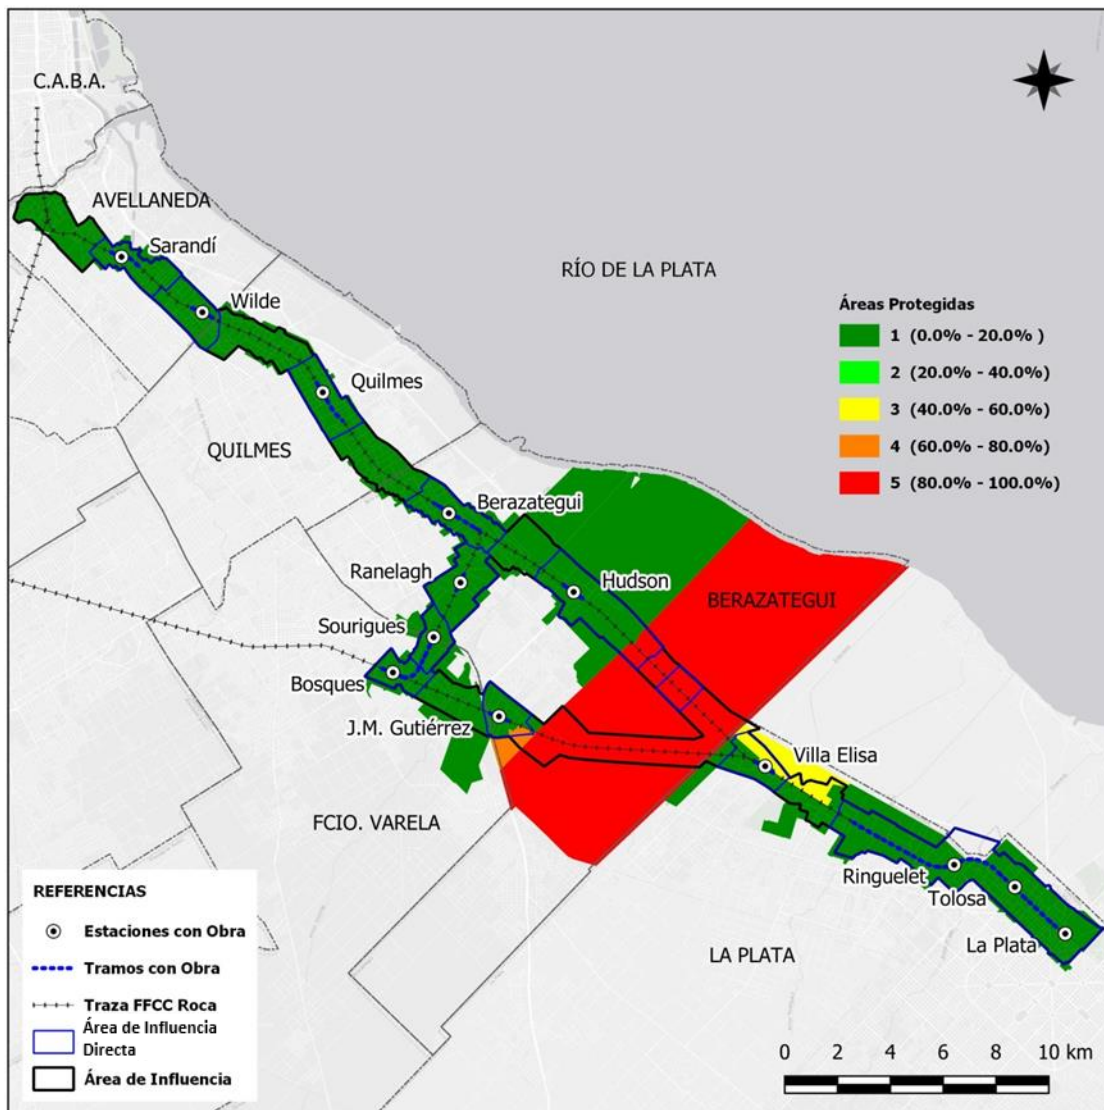 C.A.B.A.
AVELLANEDA
Sarandí
Wilde
RÍO DE LA PLATA
Quilmes
QUILMES
Berazategui
Ranelagh
Hudson
BERAZATEGUI
Sourigues
Bosques
J.M. Gutiérrez
Villa Elisa
FCIO. VARELA
Ringuelet
Tolosa
La Plata
LA PLATA
Áreas Protegidas
1 (0.0% - 20.0% )
2 (20.0% - 40.0%)
3 (40.0% - 60.0%)
4 (60.0% - 80.0%)
5 (80.0% - 100.0%)
REFERENCIAS
Estaciones con Obra
Tramos con Obra
Traza FFCC Roca
Área de Influencia
Directa
Área de Influencia
0 2 4 6 8 10 km